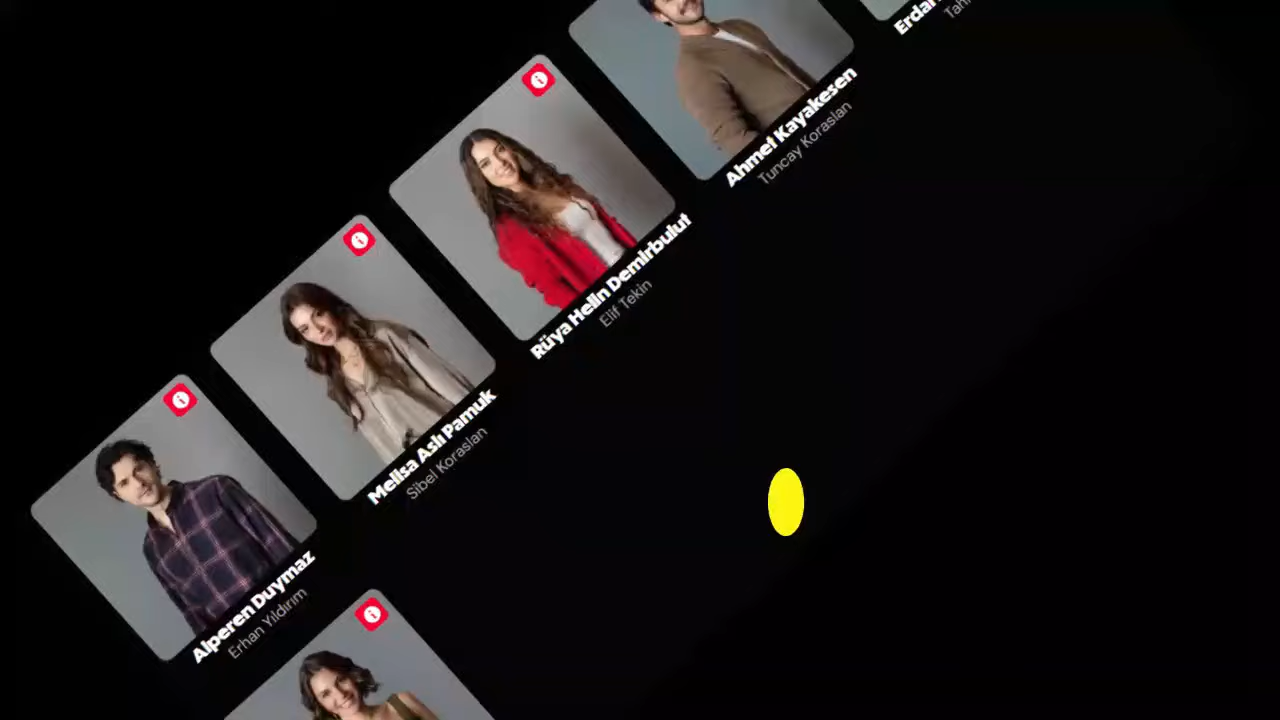 Alperen Duymaz
Erhan Yıldırım
Melisa Aslı Pamuk
Sibel Koraslan
Rüya Helin Demirbulut
Elif Tekin
Ahmet Kayakesen
Tuncay Koraslan